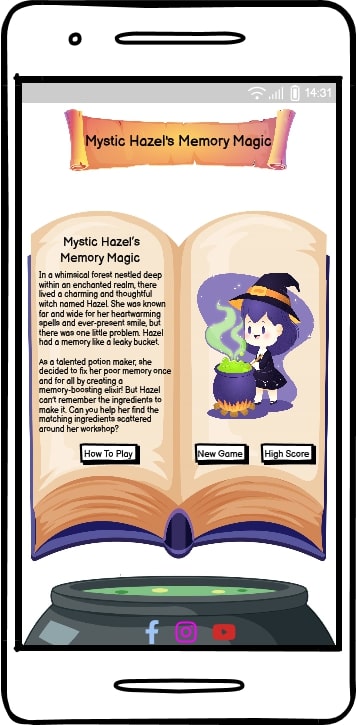 14:31
Mystic Hazel's Memory Magic
Mystic Hazel's
Memory Magic
In a whimsical forest nestled deep
within an enchanted realm, there
lived a charming and thoughtful
witch named Hazel. She was known
far and wide for her heartwarming
spells and ever-present smile, but
there was one little problem. Hazel
had a memory like a leaky bucket.
As a talented potion maker, she
decided to fix her poor memory once
and for all by creating a
memory-boosting elixir! But Hazel
can't remember the ingredients to
make it. Can you help her find the
matching ingredients scattered
around her workshop?
How To Play
New Game
High Score